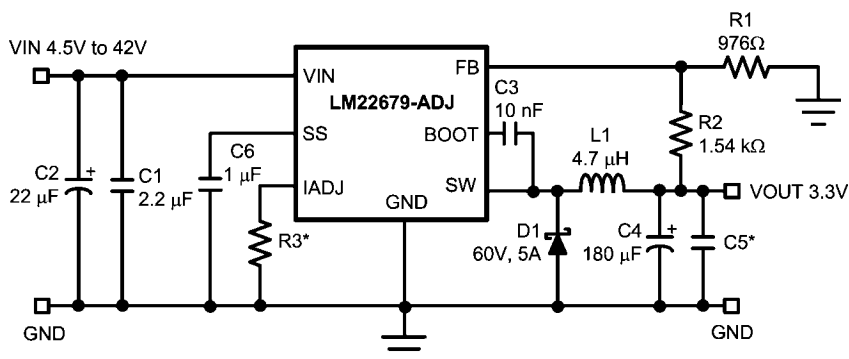 VIN 4.5V to 42V
R1
976Ω
VIN
FB
LM22679-ADJ
C3
10 nF
SS
BOOT
L1
4.7 μH
R2
1.54 kΩ
C2
+
22 μF
C1
2.2 μF
C6
1 μF
IADJ
SW
GND
VOUT 3.3V
R3*
D1
60V, 5A
C4
+
180 μF
C5*
GND
GND